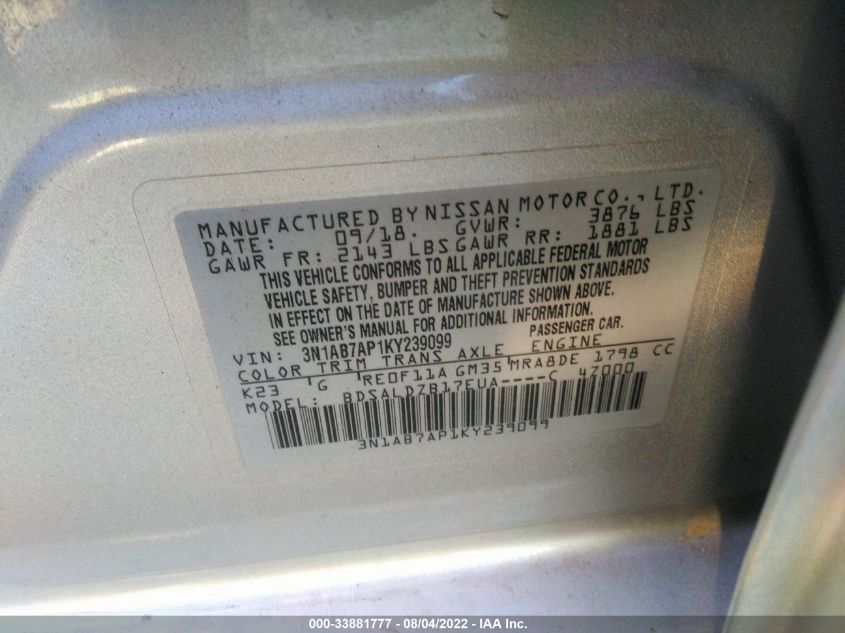 MANUFACTURED BY NISSAN MOTOR CO., LTD.
DATE: 09/18. GVWR: 3876 LBS
GAWR FR: 2143 LBS GAWR RR: 1881 LBS
THIS VEHICLE CONFORMS TO ALL APPLICABLE FEDERAL MOTOR
VEHICLE SAFETY, BUMPER AND THEFT PREVENTION STANDARDS
IN EFFECT ON THE DATE OF MANUFACTURE SHOWN ABOVE.
SEE OWNER'S MANUAL FOR ADDITIONAL INFORMATION.
VIN: 3N1AB7AP1KY239099 PASSENGER CAR.
COLOR TRIM TRANS AXLE ENGINE
K23 G RE0F11A GM35 MRA8DE 1798 CC
MODEL: BDSALDZB17EUA----C 47000
3N1AB7AP1KY239099
000-33881777 - 08/04/2022 - IAA Inc.